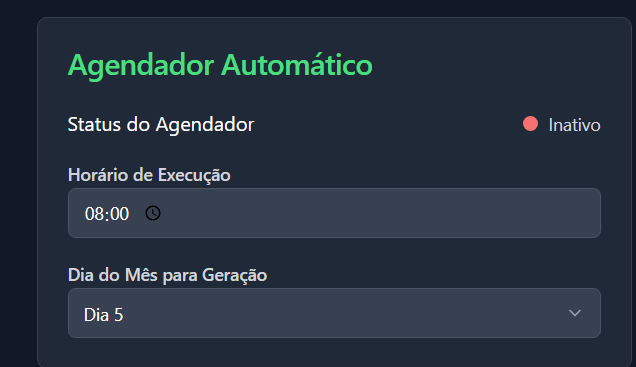 Agendador Automático
Status do Agendador
Inativo
Horário de Execução
08:00
Dia do Mês para Geração
Dia 5